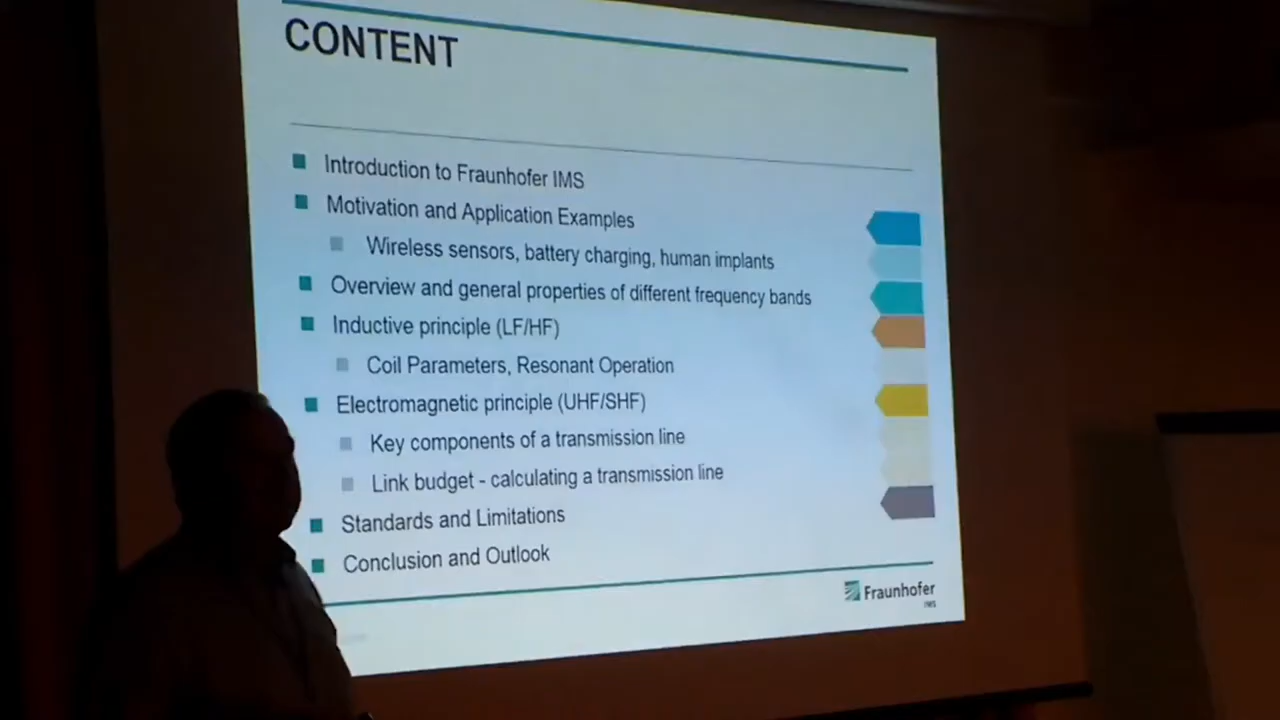 CONTENT
Introduction to Fraunhofer IMS
Motivation and Application Examples
Wireless sensors, battery charging, human implants
Overview and general properties of different frequency bands
Inductive principle (LF/HF)
Coil Parameters, Resonant Operation
Electromagnetic principle (UHF/SHF)
Key components of a transmission line
Link budget - calculating a transmission line
Standards and Limitations
Conclusion and Outlook
Fraunhofer
IMS